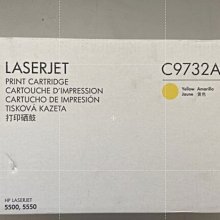 LASERJET
PRINT CARTRIDGE
CARTOUCHE D'IMPRESSION
CARTUCHO DE IMPRESIÓN
TISKOVÁ KAZETA
打印硒鼓
C9732A
Yellow Amarillo
Jaune 黄色
HP LASERJET
5500, 5550